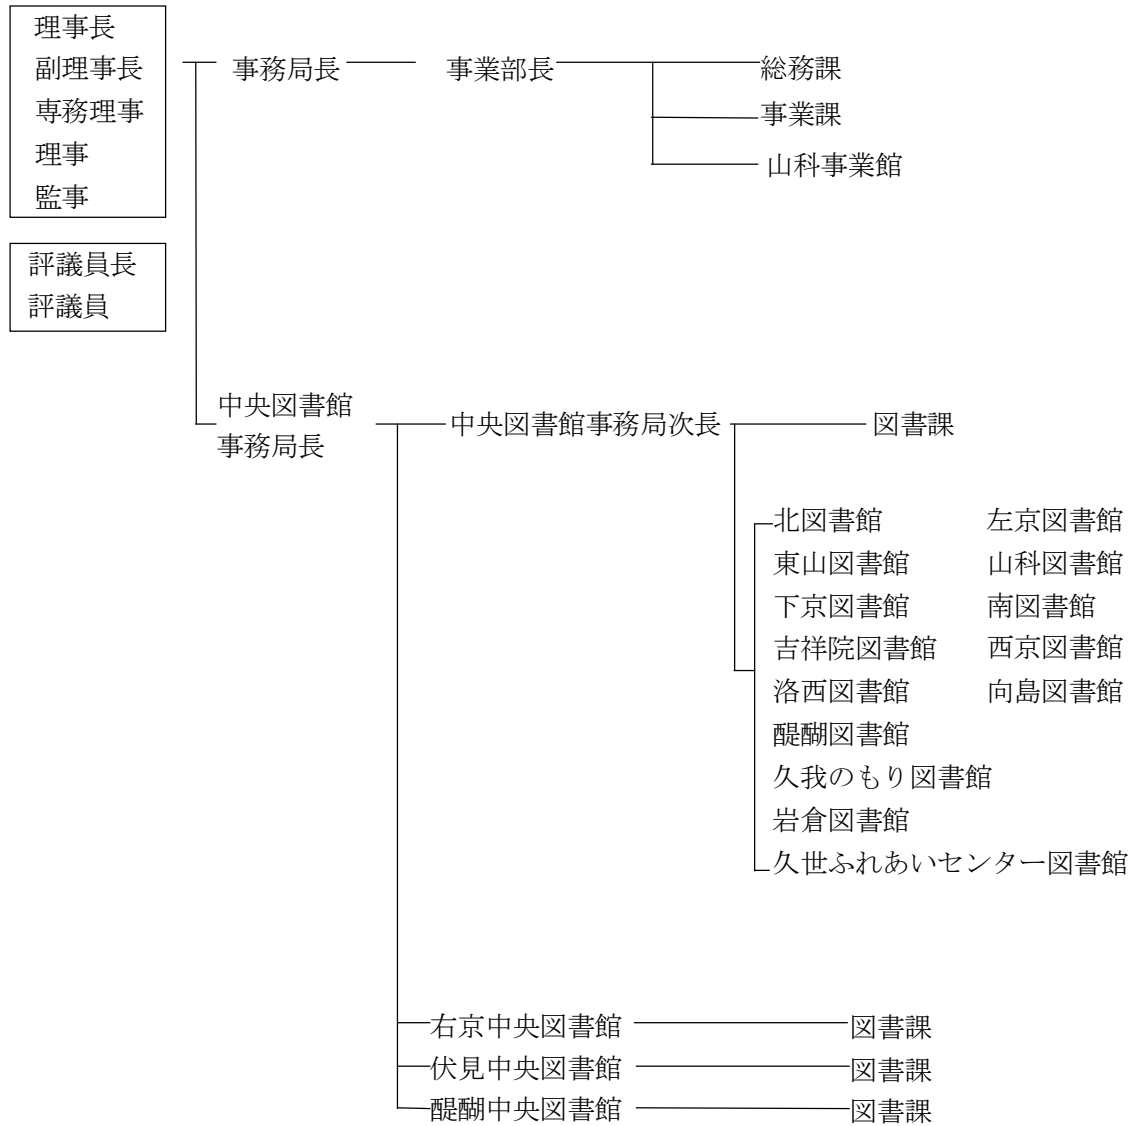 理事長
副理事長
専務理事
理事
監事
評議員長
評議員
事務局長
事業部長
総務課
事業課
山科事業館
中央図書館
事務局長
中央図書館事務局次長
図書課
北図書館 左京図書館
東山図書館 山科図書館
下京図書館 南図書館
吉祥院図書館 西京図書館
洛西図書館 向島図書館
醍醐図書館
久我のもり図書館
岩倉図書館
久世ふれあいセンター図書館
右京中央図書館 図書課
伏見中央図書館 図書課
醍醐中央図書館 図書課